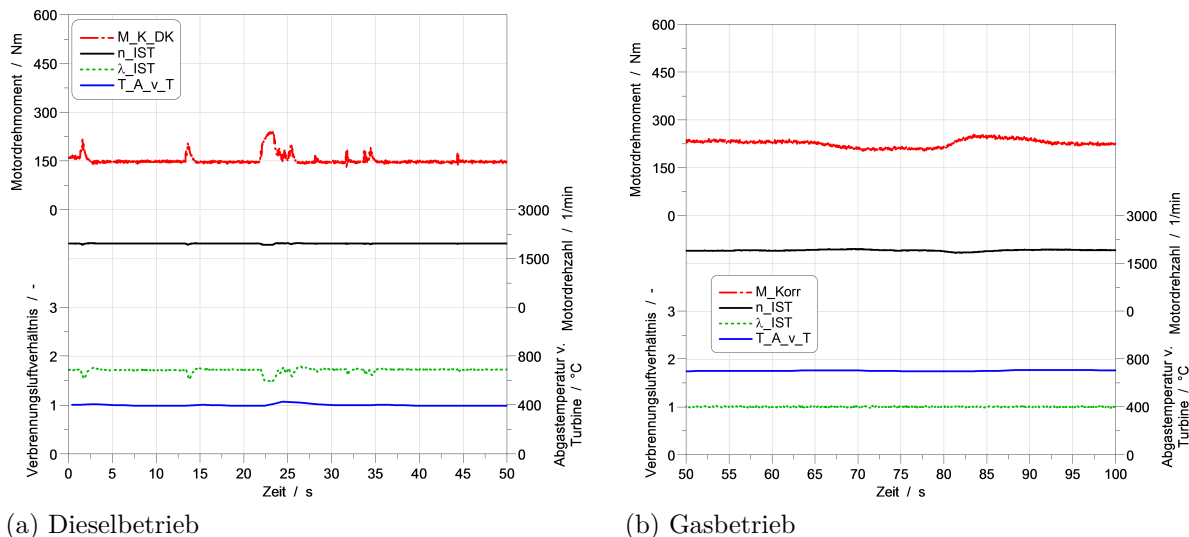 600
450
300
150
0
Motordrehmoment / Nm
M_K_DK
n_IST
λ_IST
T_A_v_T
3000
1500
0
Motordrehzahl / 1/min
3
2
1
0
Verbrennungsluftverhältnis / -
800
400
0
Abgastemperatur v.
Turbine / °C
0 5 10 15 20 25 30 35 40 45 50
Zeit / s
(a) Dieselbetrieb
600
450
300
150
0
Motordrehmoment / Nm
3000
1500
0
Motordrehzahl / 1/min
M_Korr
n_IST
λ_IST
T_A_v_T
3
2
1
0
Verbrennungsluftverhältnis / -
800
400
0
Abgastemperatur v.
Turbine / °C
50 55 60 65 70 75 80 85 90 95 100
Zeit / s
(b) Gasbetrieb